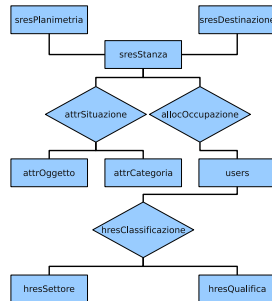 sresPlanimetria
sresDestinazione
sresStanza
attrSituazione
allocOccupazione
attrOggetto
attrCategoria
users
hresClassificazione
hresSettore
hresQualifica